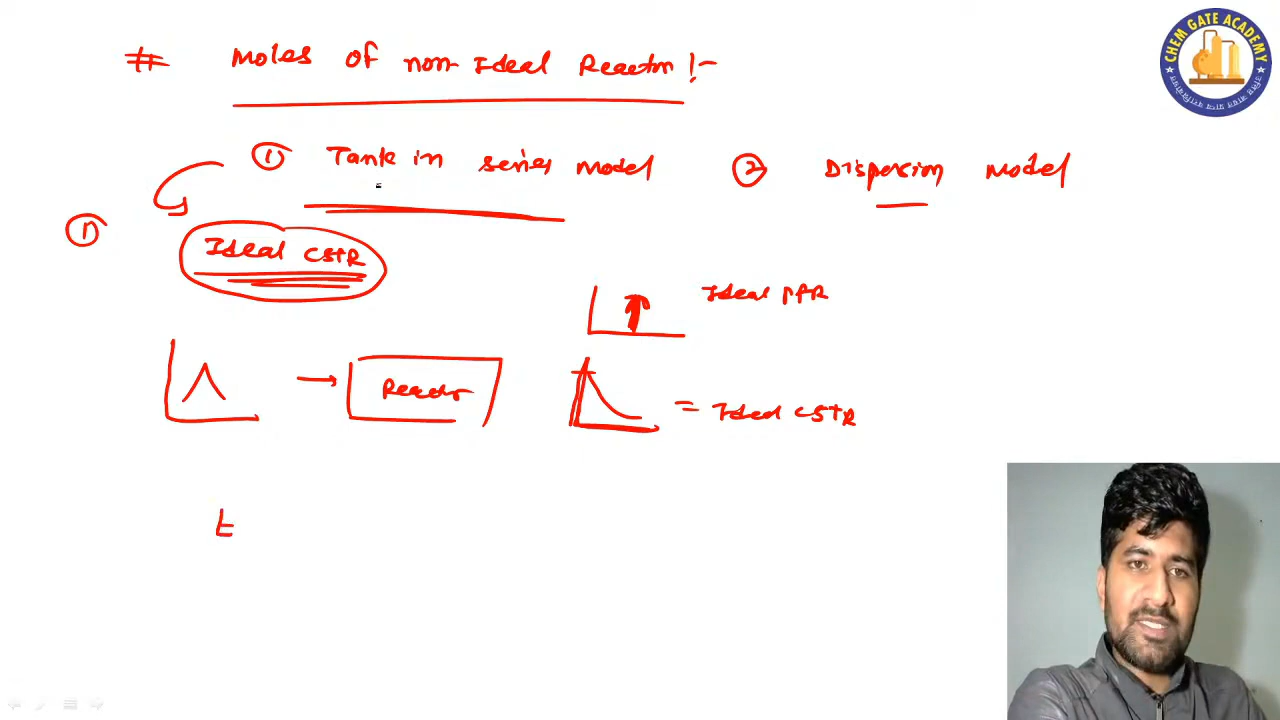 CHEM GATE ACADEMY
# Moles of non-Ideal Reactor :-
① Tank in series model ② Dispersion model
①
Ideal CSTR
Ideal PFR
→ Reactor
= Ideal CSTR
E